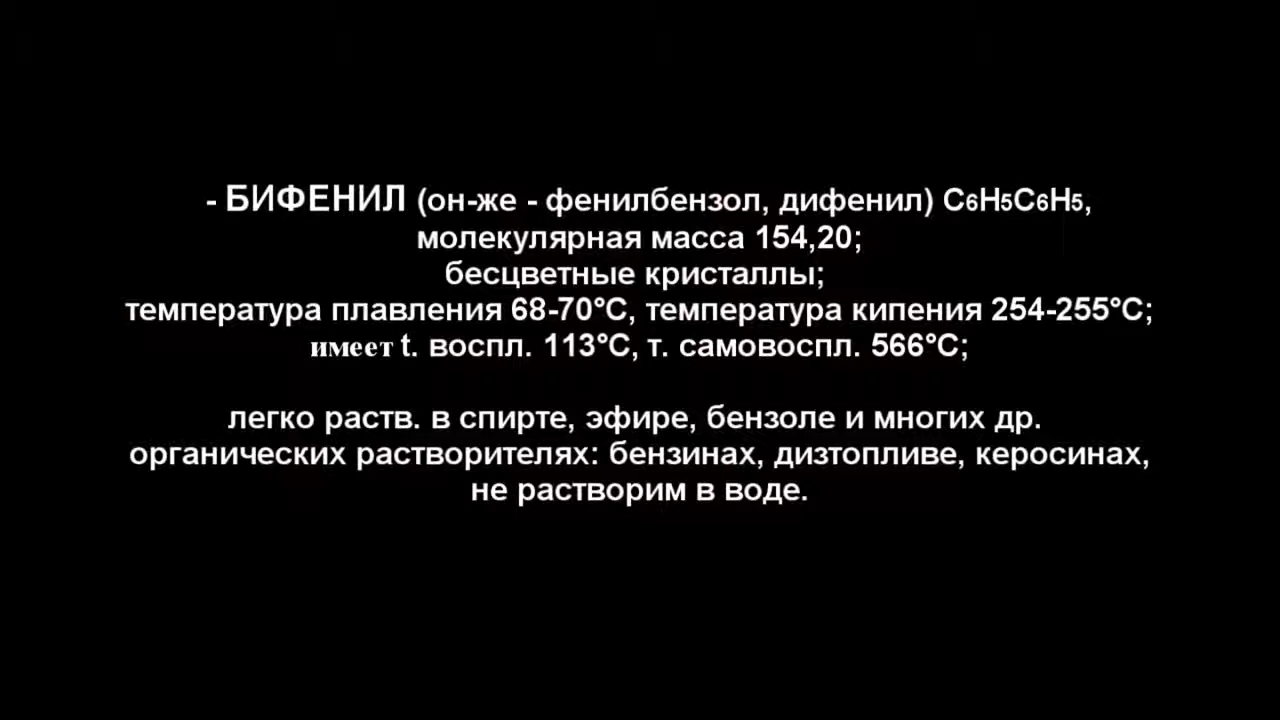 - БИФЕНИЛ (он-же - фенилбензол, дифенил) C6H5C6H5,
молекулярная масса 154,20;
бесцветные кристаллы;
температура плавления 68-70°C, температура кипения 254-255°C;
имеет t. воспл. 113°C, т. самовоспл. 566°C;
легко раств. в спирте, эфире, бензоле и многих др.
органических растворителях: бензинах, дизтопливе, керосинах,
не растворим в воде.